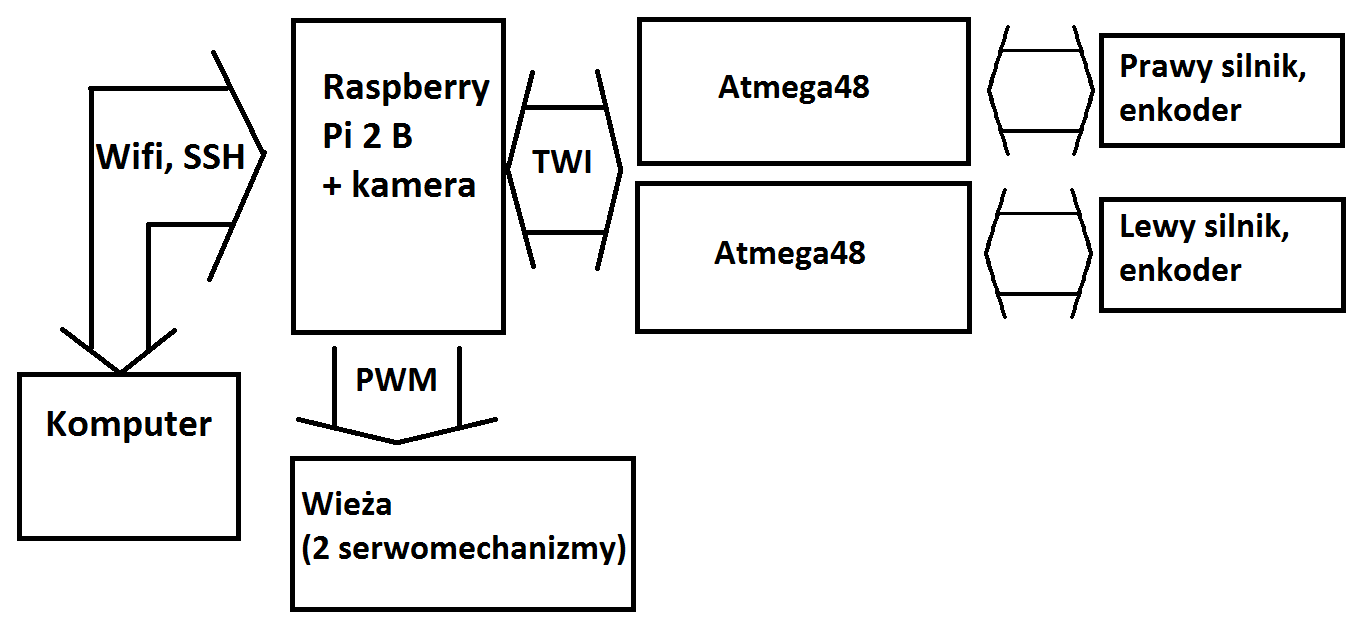 Wifi, SSH
Raspberry
Pi 2 B
+ kamera
TWI
Atmega48
Atmega48
Prawy silnik,
enkoder
Lewy silnik,
enkoder
Komputer
PWM
Wieża
(2 serwomechanizmy)